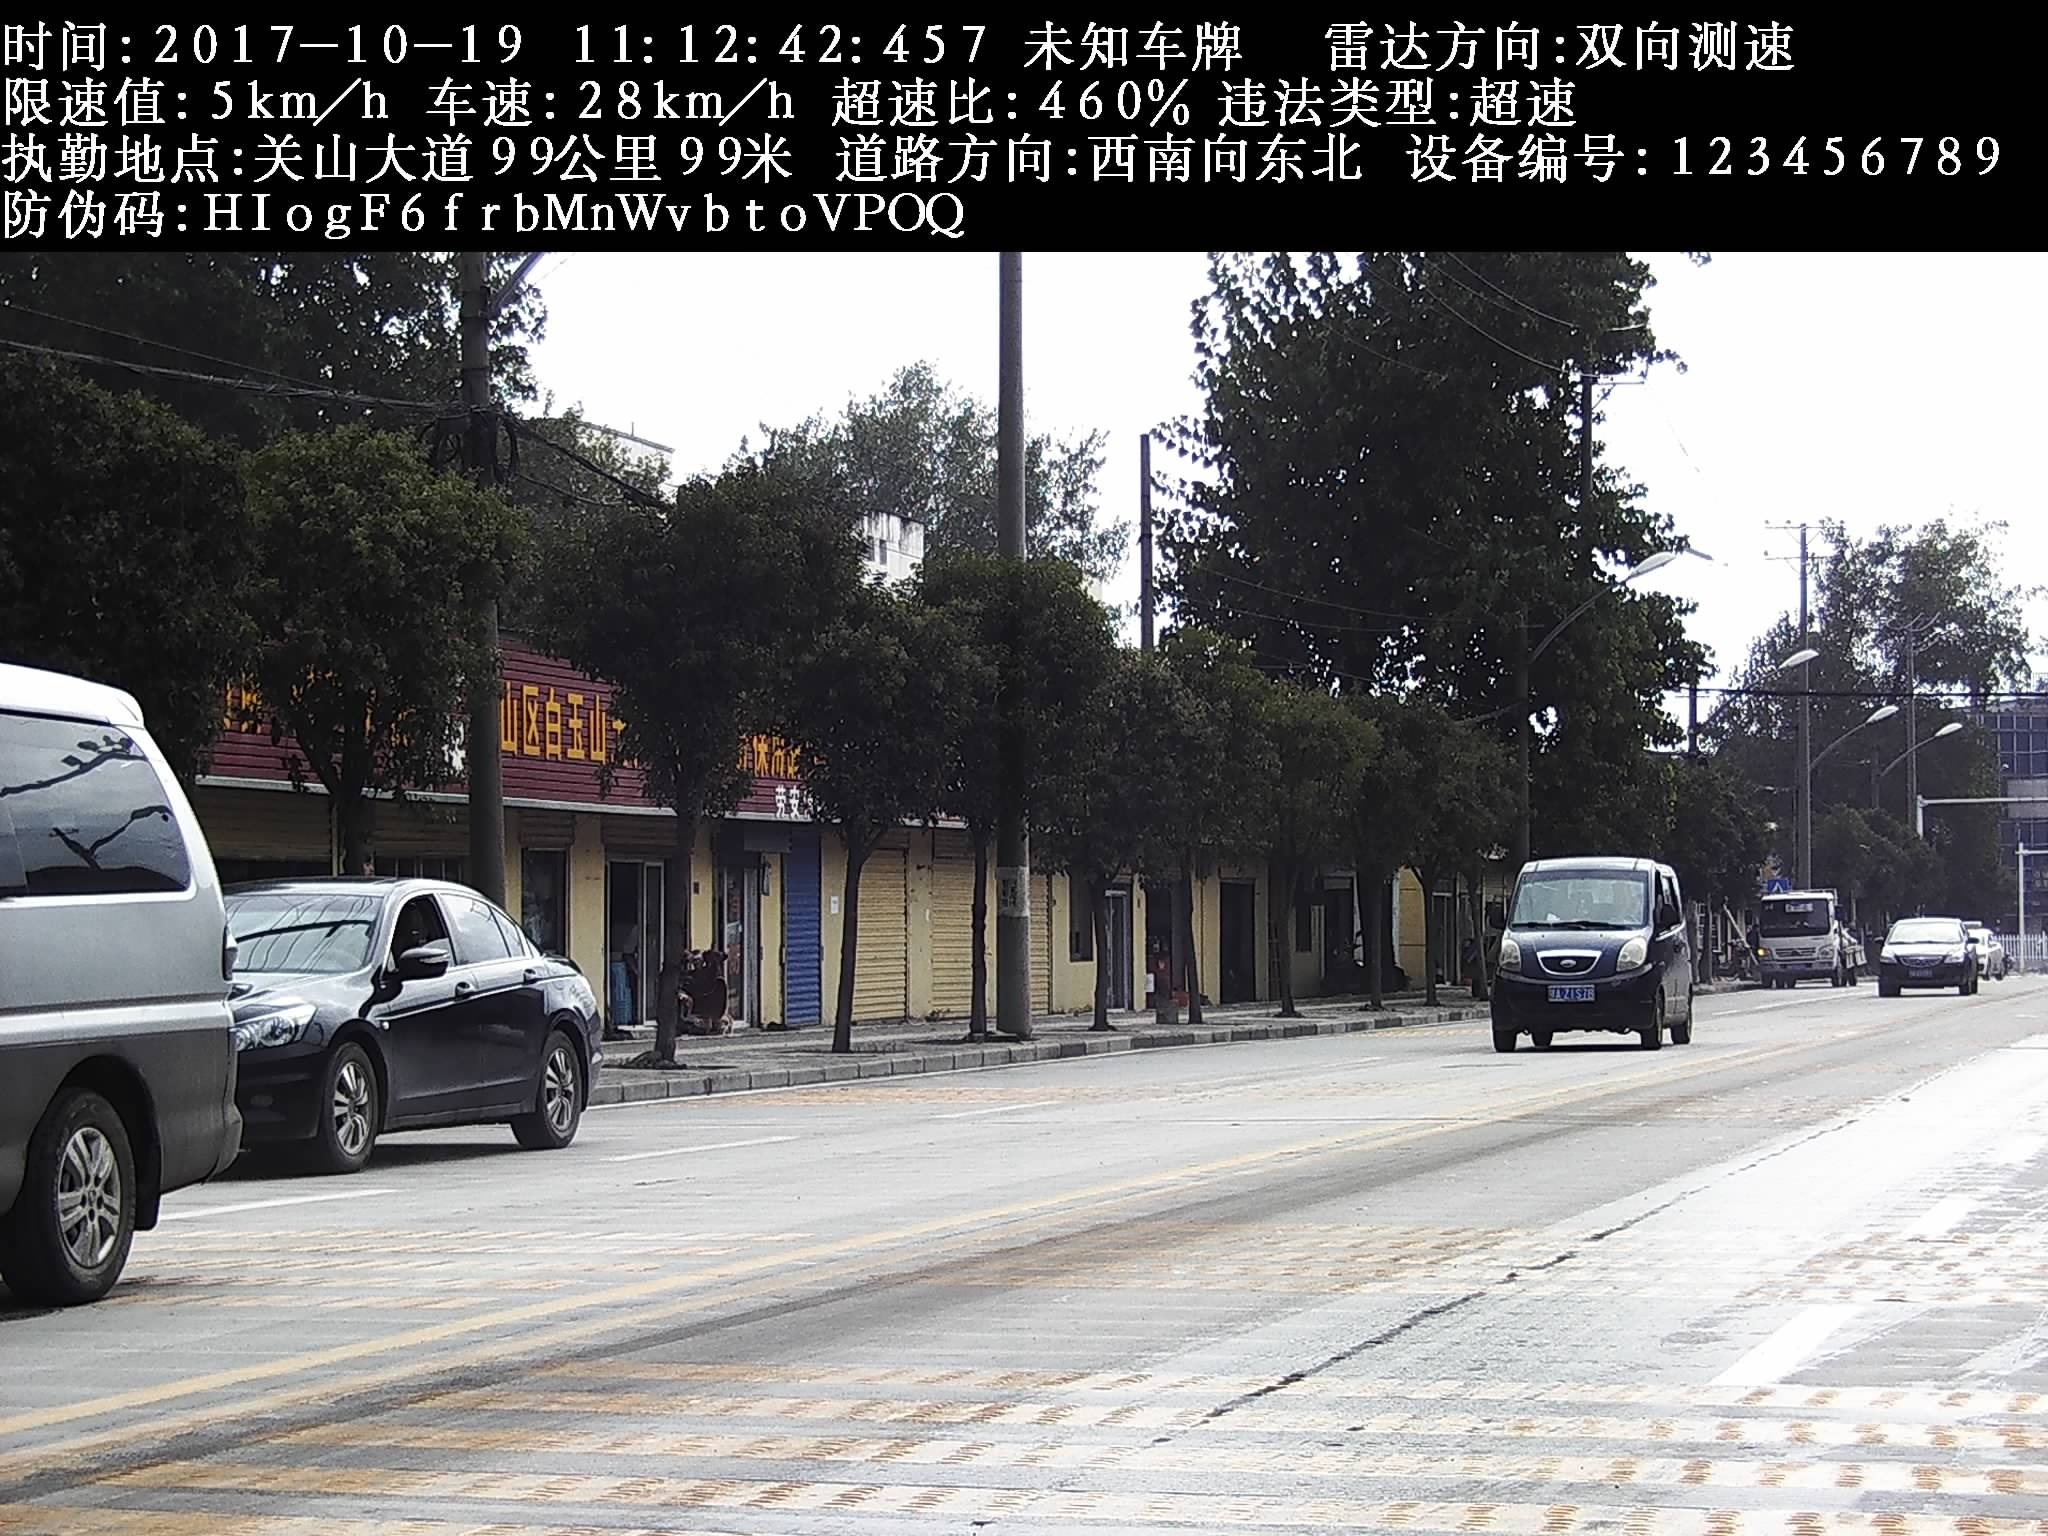 时间: 2017-10-19 11:12:42:457 未知车牌 雷达方向:双向测速
限速值: 5km/h 车速: 28km/h 超速比: 460% 违法类型:超速
执勤地点:关山大道99公里99米 道路方向:西南向东北 设备编号: 123456789
防伪码:HIogF6frbMnWvbtoVPOQ
山区白玉山
劳安